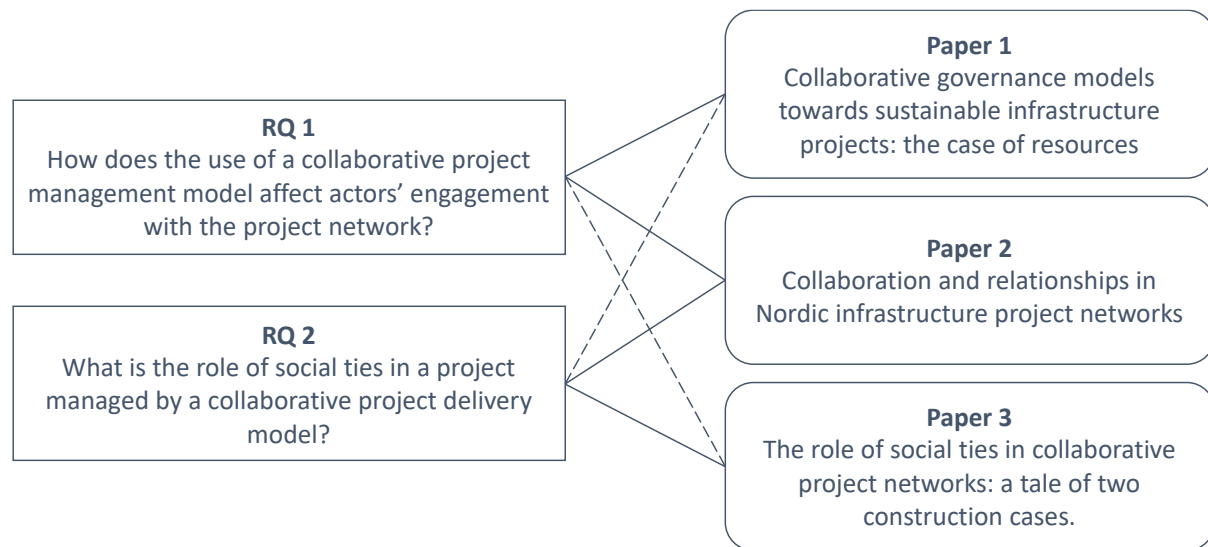 RQ 1
How does the use of a collaborative project
management model affect actors’ engagement
with the project network?
RQ 2
What is the role of social ties in a project
managed by a collaborative project delivery
model?
Paper 1
Collaborative governance models
towards sustainable infrastructure
projects: the case of resources
Paper 2
Collaboration and relationships in
Nordic infrastructure project networks
Paper 3
The role of social ties in collaborative
project networks: a tale of two
construction cases.